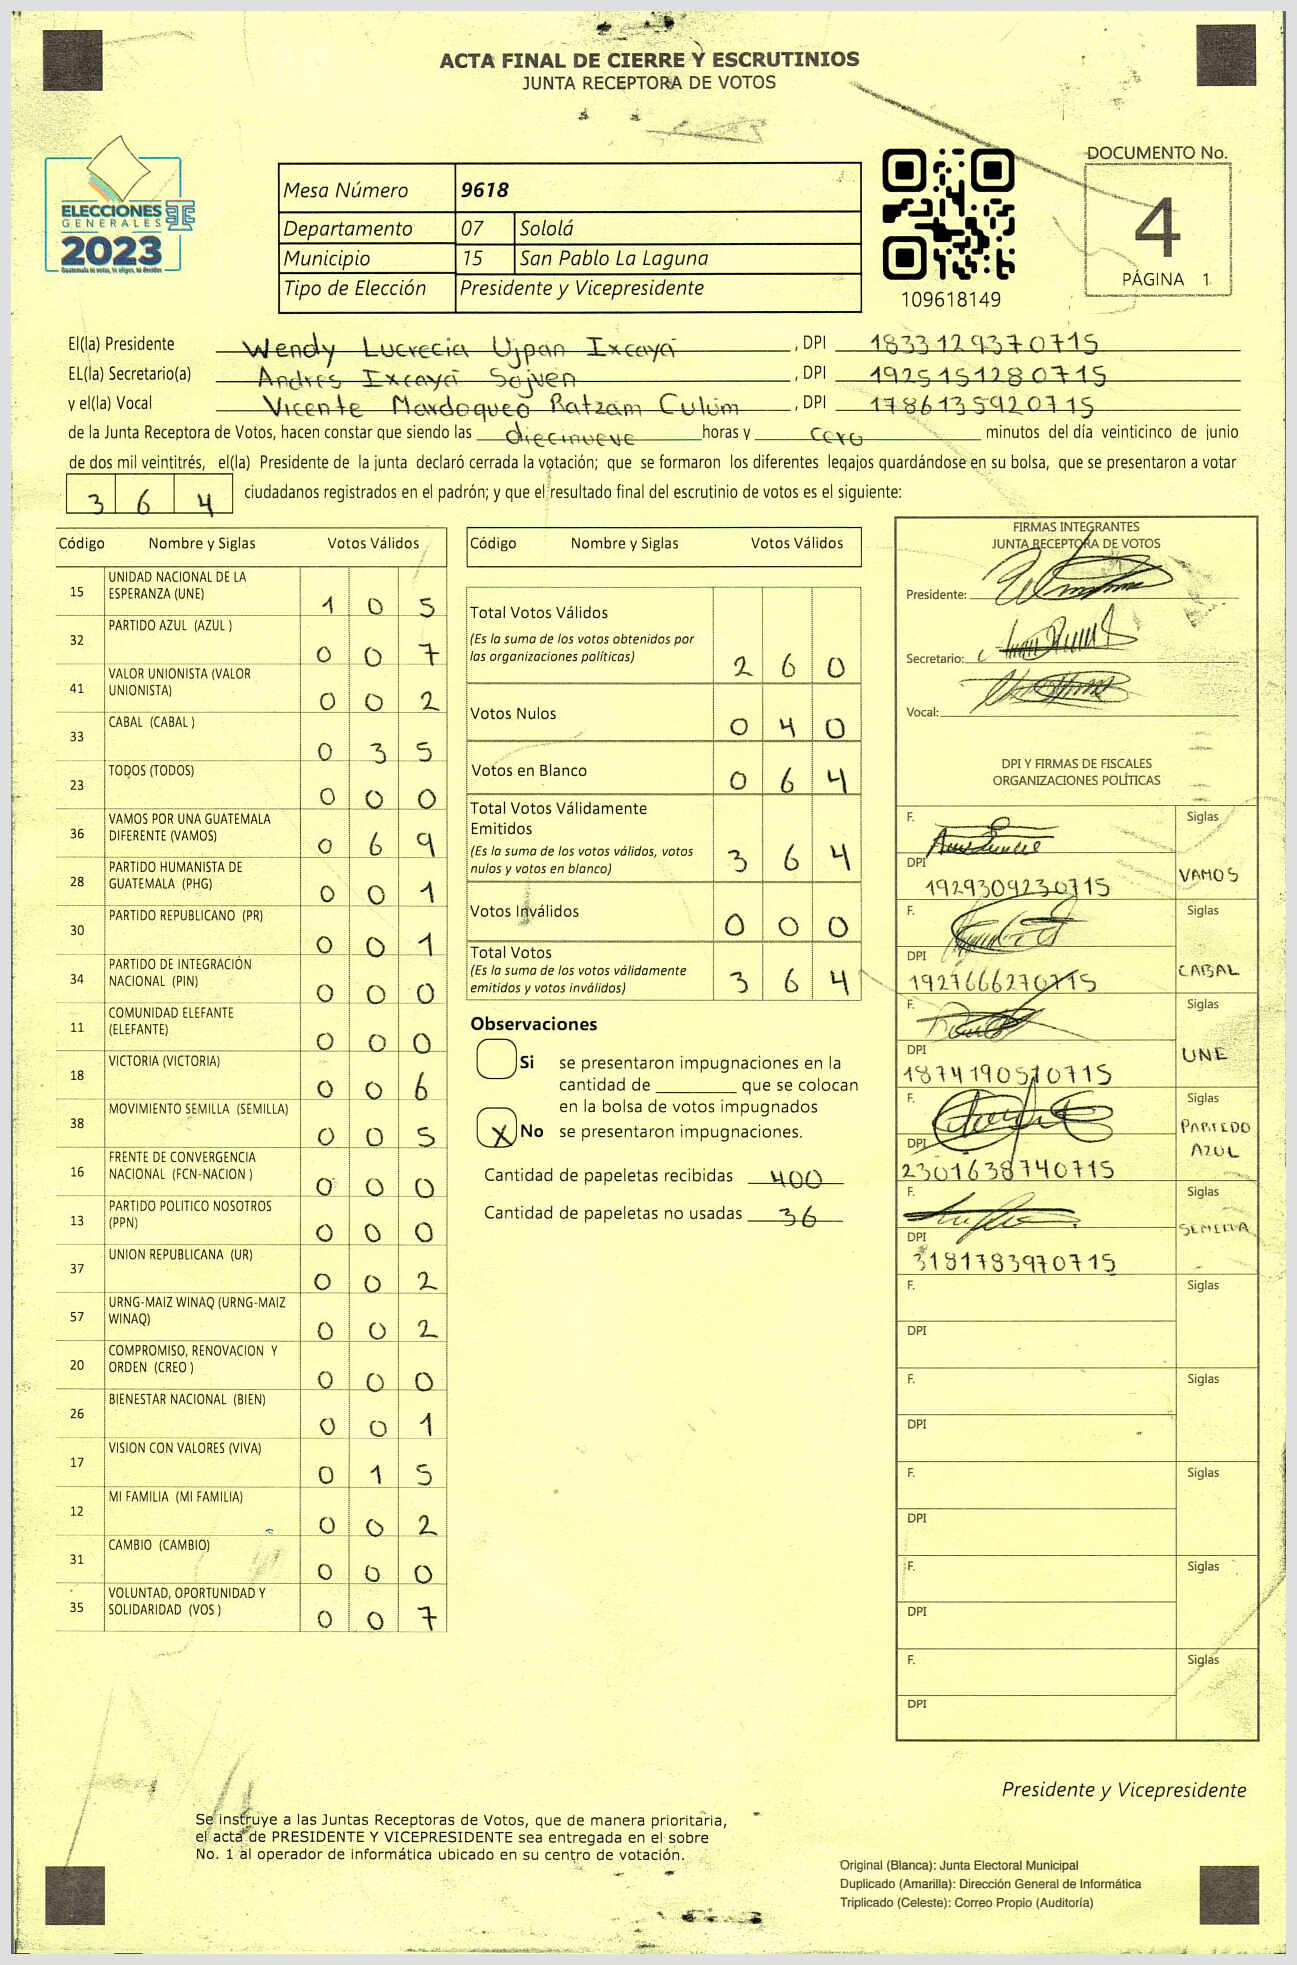 ACTA FINAL DE CIERRE Y ESCRUTINIOS
JUNTA RECEPTORA DE VOTOS
ELECCIONES
GENERALES
2023
Mesa Número 9618
Departamento 07 Sololá
Municipio 15 San Pablo La Laguna
Tipo de Elección Presidente y Vicepresidente
109618149
DOCUMENTO No.
4
PÁGINA 1
El(la) Presidente Wendy Lucrecia Ujpan Ixcayá , DPI 1833129370715
EL(la) Secretario(a) Andres Ixcayá Sojven , DPI 1925151280715
y el(la) Vocal Vicente Mardoqueo Ratzam Culum , DPI 1786135920715
de la Junta Receptora de Votos, hacen constar que siendo las diecinueve horas y cero minutos del día veinticinco de junio
de dos mil veintitrés, el(la) Presidente de la junta declaró cerrada la votación; que se formaron los diferentes legajos guardándose en su bolsa, que se presentaron a votar
3 6 4 ciudadanos registrados en el padrón; y que el resultado final del escrutinio de votos es el siguiente:
Código Nombre y Siglas Votos Válidos
15 UNIDAD NACIONAL DE LA
ESPERANZA (UNE) 1 0 5
32 PARTIDO AZUL (AZUL ) 0 0 7
41 VALOR UNIONISTA (VALOR
UNIONISTA) 0 0 2
33 CABAL (CABAL ) 0 3 5
23 TODOS (TODOS) 0 0 0
36 VAMOS POR UNA GUATEMALA
DIFERENTE (VAMOS) 0 6 9
28 PARTIDO HUMANISTA DE
GUATEMALA (PHG) 0 0 1
30 PARTIDO REPUBLICANO (PR) 0 0 1
34 PARTIDO DE INTEGRACIÓN
NACIONAL (PIN) 0 0 0
11 COMUNIDAD ELEFANTE
(ELEFANTE) 0 0 0
18 VICTORIA (VICTORIA) 0 0 6
38 MOVIMIENTO SEMILLA (SEMILLA) 0 0 5
16 FRENTE DE CONVERGENCIA
NACIONAL (FCN-NACION ) 0 0 0
13 PARTIDO POLITICO NOSOTROS
(PPN) 0 0 0
37 UNION REPUBLICANA (UR) 0 0 2
57 URNG-MAIZ WINAQ (URNG-MAIZ
WINAQ) 0 0 2
20 COMPROMISO, RENOVACION Y
ORDEN (CREO ) 0 0 0
26 BIENESTAR NACIONAL (BIEN) 0 0 1
17 VISION CON VALORES (VIVA) 0 1 5
12 MI FAMILIA (MI FAMILIA) 0 0 2
31 CAMBIO (CAMBIO) 0 0 0
35 VOLUNTAD, OPORTUNIDAD Y
SOLIDARIDAD (VOS ) 0 0 7
Código Nombre y Siglas Votos Válidos
Total Votos Válidos
(Es la suma de los votos obtenidos por
las organizaciones políticas) 2 6 0
Votos Nulos 0 4 0
Votos en Blanco 0 6 4
Total Votos Válidamente
Emitidos
(Es la suma de los votos válidos, votos
nulos y votos en blanco) 3 6 4
Votos Inválidos 0 0 0
Total Votos
(Es la suma de los votos válidamente
emitidos y votos inválidos) 3 6 4
Observaciones
Si se presentaron impugnaciones en la
cantidad de ________ que se colocan
en la bolsa de votos impugnados
X No se presentaron impugnaciones.
Cantidad de papeletas recibidas 400
Cantidad de papeletas no usadas 36
FIRMAS INTEGRANTES
JUNTA RECEPTORA DE VOTOS
Presidente:
Secretario:
Vocal:
DPI Y FIRMAS DE FISCALES
ORGANIZACIONES POLÍTICAS
F. Siglas
DPI VAMOS
1929309230715
F. Siglas
DPI CABAL
1927666270715
F. Siglas
DPI UNE
1874190510715
F. Siglas
DPI PARTIDO
AZUL
2301638740715
F. Siglas
DPI SEMILLA
3181783970715
F. Siglas
DPI
F. Siglas
DPI
F. Siglas
DPI
F. Siglas
DPI
F. Siglas
DPI
Presidente y Vicepresidente
Se instruye a las Juntas Receptoras de Votos, que de manera prioritaria,
el acta de PRESIDENTE Y VICEPRESIDENTE sea entregada en el sobre
No. 1 al operador de informática ubicado en su centro de votación.
Original (Blanca): Junta Electoral Municipal
Duplicado (Amarilla): Dirección General de Informática
Triplicado (Celeste): Correo Propio (Auditoría)